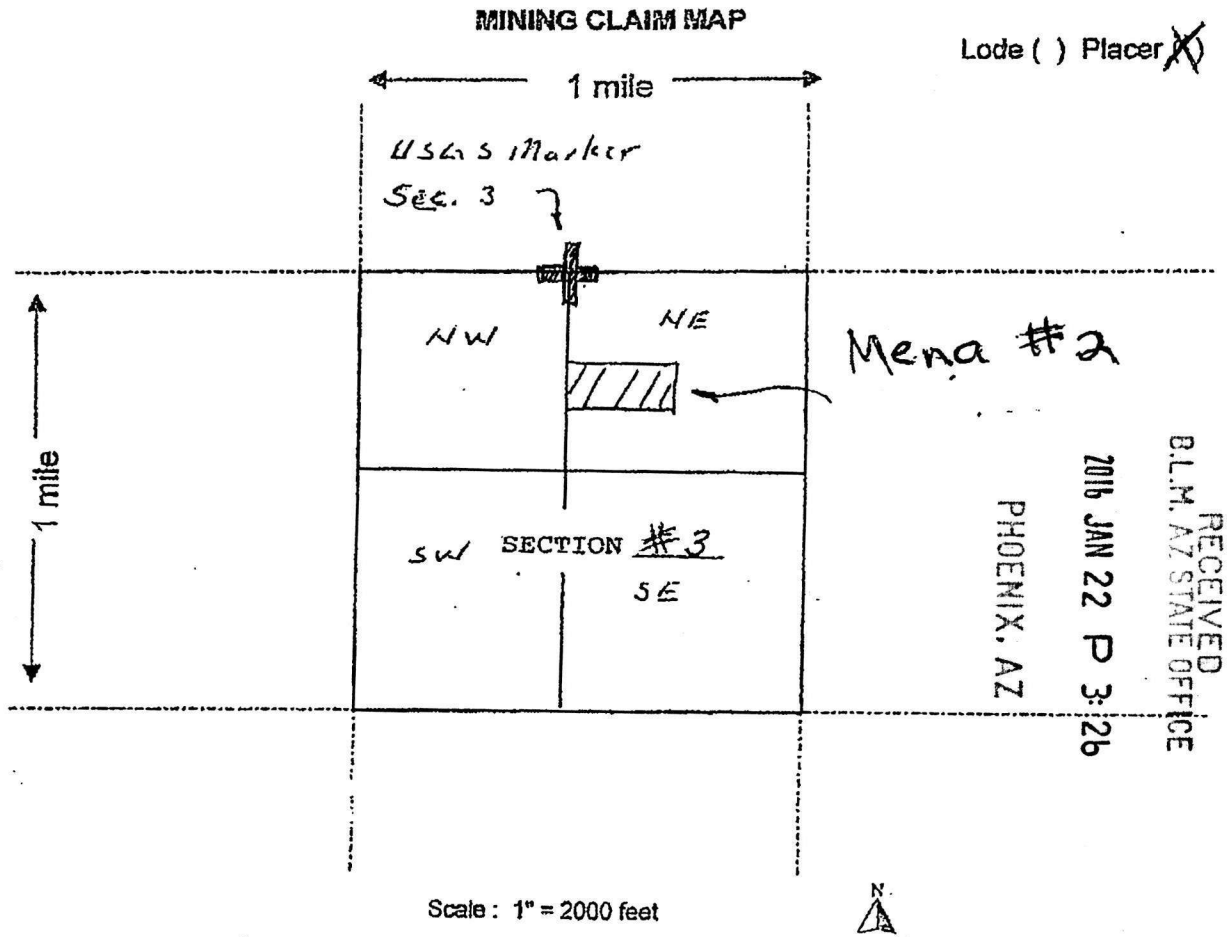 MINING CLAIM MAP
Lode ( ) Placer (X)
1 mile
USGS Marker
Sec. 3
NW
NE
Mena #2
1 mile
SW
SECTION #3
SE
RECEIVED
B.L.M. AZ STATE OFFICE
2016 JAN 22 P 3:26
PHOENIX, AZ
Scale : 1" = 2000 feet
N